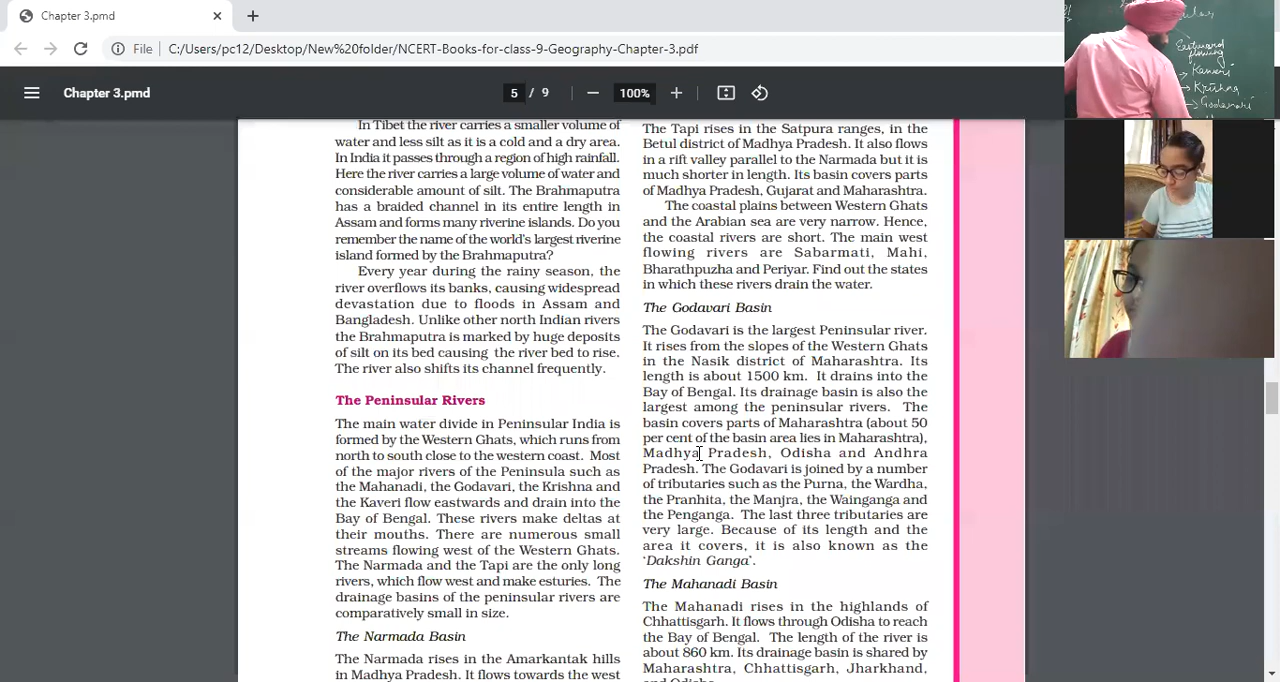 Chapter 3.pmd
File C:/Users/pc12/Desktop/New%20folder/NCERT-Books-for-class-9-Geography-Chapter-3.pdf
Chapter 3.pmd
5 / 9
100%
In Tibet the river carries a smaller volume of
water and less silt as it is a cold and a dry area.
In India it passes through a region of high rainfall.
Here the river carries a large volume of water and
considerable amount of silt. The Brahmaputra
has a braided channel in its entire length in
Assam and forms many riverine islands. Do you
remember the name of the world's largest riverine
island formed by the Brahmaputra?
Every year during the rainy season, the
river overflows its banks, causing widespread
devastation due to floods in Assam and
Bangladesh. Unlike other north Indian rivers
the Brahmaputra is marked by huge deposits
of silt on its bed causing the river bed to rise.
The river also shifts its channel frequently.
The Peninsular Rivers
The main water divide in Peninsular India is
formed by the Western Ghats, which runs from
north to south close to the western coast. Most
of the major rivers of the Peninsula such as
the Mahanadi, the Godavari, the Krishna and
the Kaveri flow eastwards and drain into the
Bay of Bengal. These rivers make deltas at
their mouths. There are numerous small
streams flowing west of the Western Ghats.
The Narmada and the Tapi are the only long
rivers, which flow west and make esturies. The
drainage basins of the peninsular rivers are
comparatively small in size.
The Narmada Basin
The Narmada rises in the Amarkantak hills
in Madhya Pradesh. It flows towards the west
The Tapi rises in the Satpura ranges, in the
Betul district of Madhya Pradesh. It also flows
in a rift valley parallel to the Narmada but it is
much shorter in length. Its basin covers parts
of Madhya Pradesh, Gujarat and Maharashtra.
The coastal plains between Western Ghats
and the Arabian sea are very narrow. Hence,
the coastal rivers are short. The main west
flowing rivers are Sabarmati, Mahi,
Bharathpuzha and Periyar. Find out the states
in which these rivers drain the water.
The Godavari Basin
The Godavari is the largest Peninsular river.
It rises from the slopes of the Western Ghats
in the Nasik district of Maharashtra. Its
length is about 1500 km. It drains into the
Bay of Bengal. Its drainage basin is also the
largest among the peninsular rivers. The
basin covers parts of Maharashtra (about 50
per cent of the basin area lies in Maharashtra),
Madhya Pradesh, Odisha and Andhra
Pradesh. The Godavari is joined by a number
of tributaries such as the Purna, the Wardha,
the Pranhita, the Manjra, the Wainganga and
the Penganga. The last three tributaries are
very large. Because of its length and the
area it covers, it is also known as the
'Dakshin Ganga'.
The Mahanadi Basin
The Mahanadi rises in the highlands of
Chhattisgarh. It flows through Odisha to reach
the Bay of Bengal. The length of the river is
about 860 km. Its drainage basin is shared by
Maharashtra, Chhattisgarh, Jharkhand,
and Odisha.
Eastward
flowing
Kaveri
Krishna
Godavari